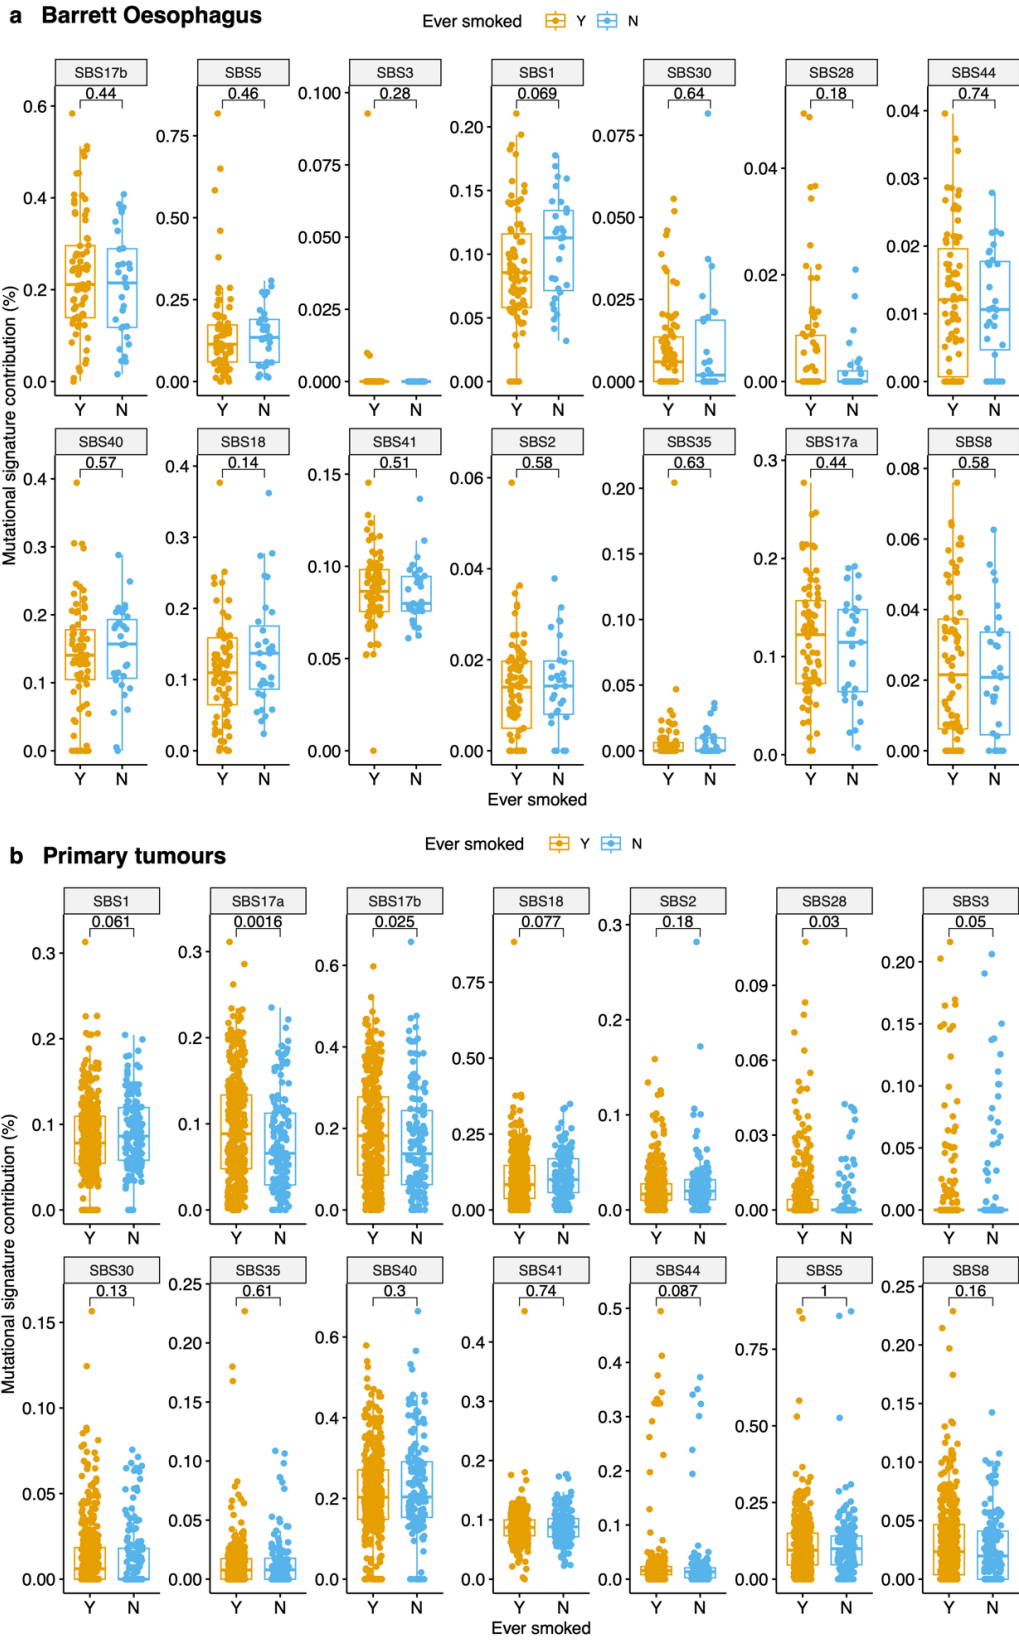 a Barrett Oesophagus
Ever smoked Y N
Mutational signature contribution (%)
SBS17b SBS5 SBS3 SBS1 SBS30 SBS28 SBS44
0.44 0.46 0.28 0.069 0.64 0.18 0.74
0.6 0.4 0.2 0.0
0.75 0.50 0.25 0.00
0.100 0.075 0.050 0.025 0.000
0.20 0.15 0.10 0.05 0.00
0.075 0.050 0.025 0.000
0.04 0.02 0.00
0.04 0.03 0.02 0.01 0.00
Y N Y N Y N Y N Y N Y N Y N
SBS40 SBS18 SBS41 SBS2 SBS35 SBS17a SBS8
0.57 0.14 0.51 0.58 0.63 0.44 0.58
0.4 0.3 0.2 0.1 0.0
0.4 0.3 0.2 0.1 0.0
0.15 0.10 0.05 0.00
0.06 0.04 0.02 0.00
0.20 0.15 0.10 0.05 0.00
0.3 0.2 0.1 0.0
0.08 0.06 0.04 0.02 0.00
Y N Y N Y N Y N Y N Y N Y N
Ever smoked
b Primary tumours
Ever smoked Y N
Mutational signature contribution (%)
SBS1 SBS17a SBS17b SBS18 SBS2 SBS28 SBS3
0.061 0.0016 0.025 0.077 0.18 0.03 0.05
0.3 0.2 0.1 0.0
0.3 0.2 0.1 0.0
0.6 0.4 0.2 0.0
0.75 0.50 0.25 0.00
0.3 0.2 0.1 0.0
0.09 0.06 0.03 0.00
0.20 0.15 0.10 0.05 0.00
Y N Y N Y N Y N Y N Y N Y N
SBS30 SBS35 SBS40 SBS41 SBS44 SBS5 SBS8
0.13 0.61 0.3 0.74 0.087 1 0.16
0.15 0.10 0.05 0.00
0.25 0.20 0.15 0.10 0.05 0.00
0.6 0.4 0.2 0.0
0.4 0.3 0.2 0.1 0.0
0.5 0.4 0.3 0.2 0.1 0.0
0.75 0.50 0.25 0.00
0.25 0.20 0.15 0.10 0.05 0.00
Y N Y N Y N Y N Y N Y N Y N
Ever smoked